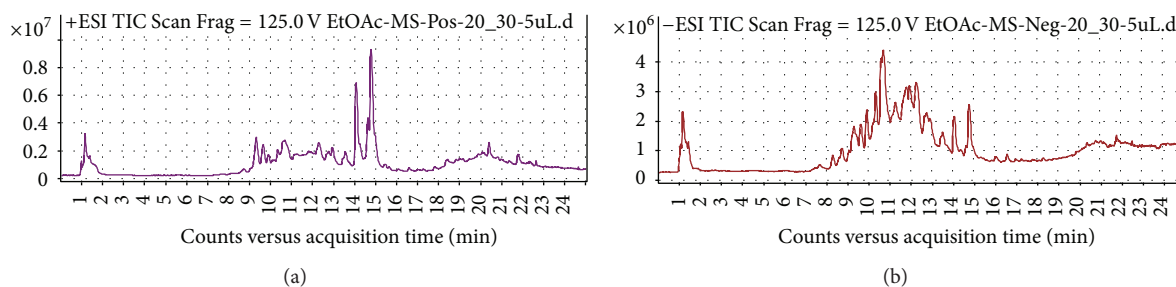 +ESI TIC Scan Frag = 125.0 V EtOAc-MS-Pos-20_30-5uL.d
×10⁷
0.8
0.6
0.4
0.2
0
1 2 3 4 5 6 7 8 9 10 11 12 13 14 15 16 17 18 19 20 21 22 23 24
Counts versus acquisition time (min)
(a)
−ESI TIC Scan Frag = 125.0 V EtOAc-MS-Neg-20_30-5uL.d
×10⁶
4
3
2
1
0
1 2 3 4 5 6 7 8 9 10 11 12 13 14 15 16 17 18 19 20 21 22 23 24
Counts versus acquisition time (min)
(b)